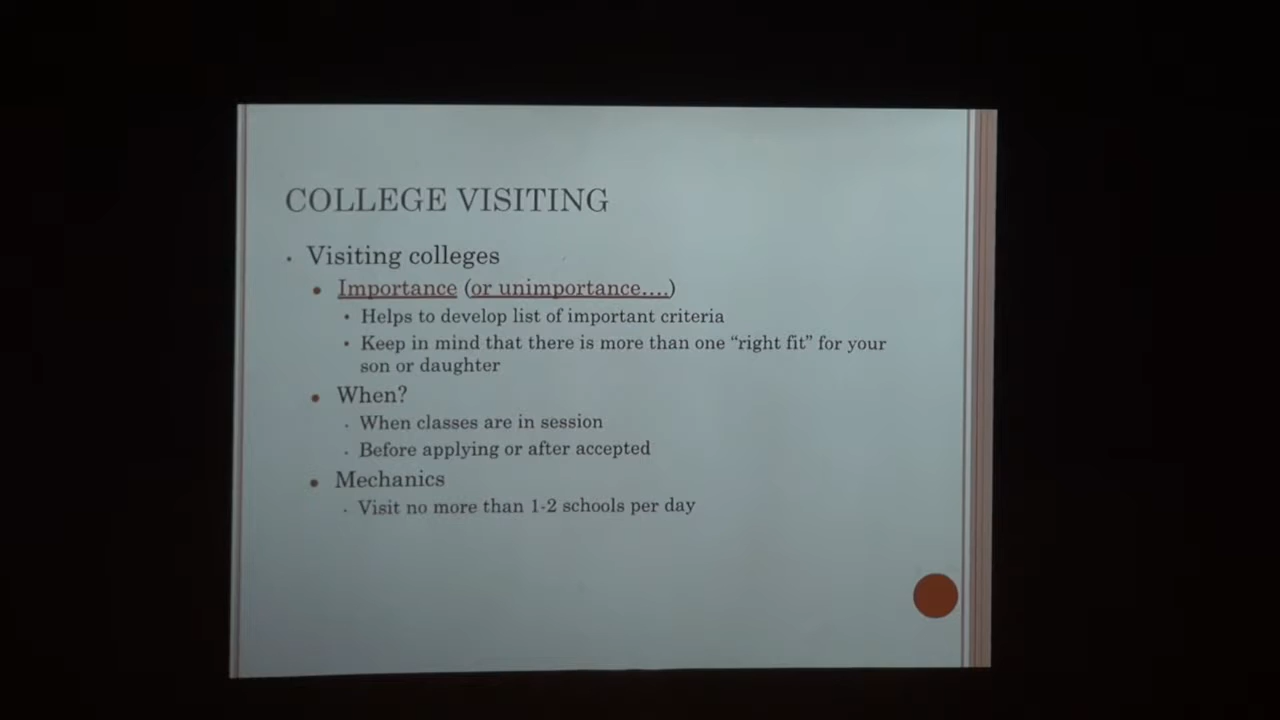 COLLEGE VISITING
• Visiting colleges
• Importance (or unimportance….)
• Helps to develop list of important criteria
• Keep in mind that there is more than one “right fit” for your
son or daughter
• When?
• When classes are in session
• Before applying or after accepted
• Mechanics
• Visit no more than 1-2 schools per day